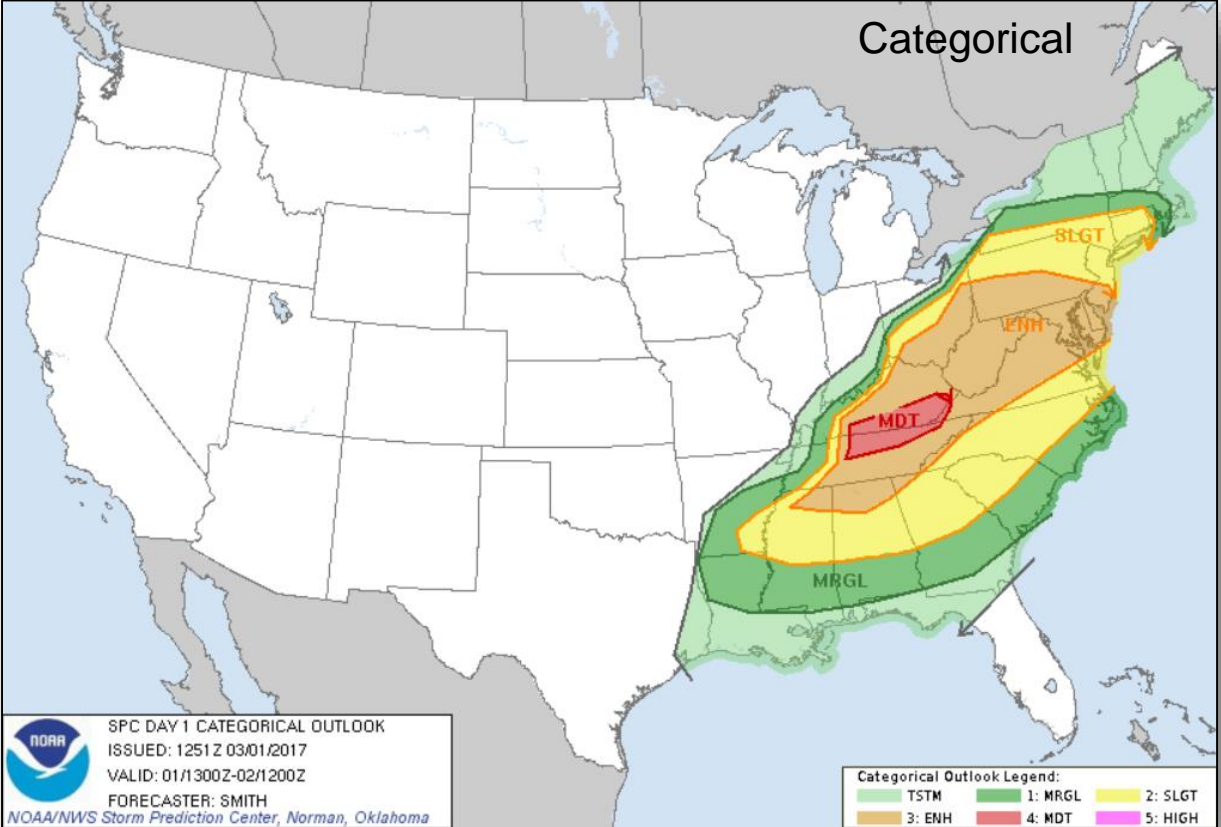 Categorical
SLGT
ENH
MDT
MRGL
NOAA
SPC DAY 1 CATEGORICAL OUTLOOK
ISSUED: 1251Z 03/01/2017
VALID: 01/1300Z-02/1200Z
FORECASTER: SMITH
NOAA/NWS Storm Prediction Center, Norman, Oklahoma
Categorical Outlook Legend:
TSTM 1: MRGL 2: SLGT
3: ENH 4: MDT 5: HIGH